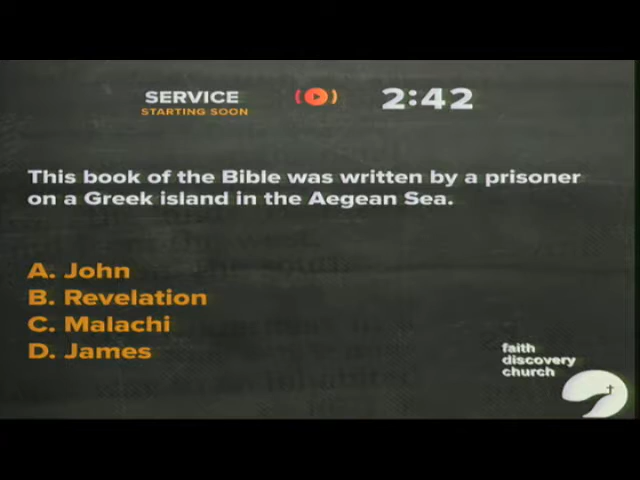 SERVICE
STARTING SOON
2:42
This book of the Bible was written by a prisoner
on a Greek island in the Aegean Sea.
A. John
B. Revelation
C. Malachi
D. James
faith
discovery
church